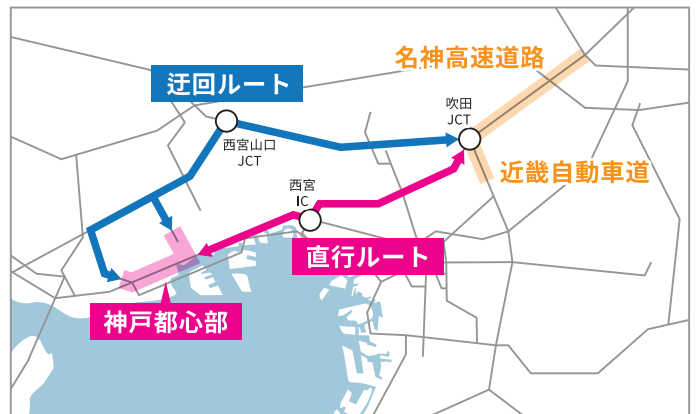 名神高速道路
迂回ルート
吹田
JCT
西宮山口
JCT
近畿自動車道
西宮
IC
直行ルート
神戸都心部